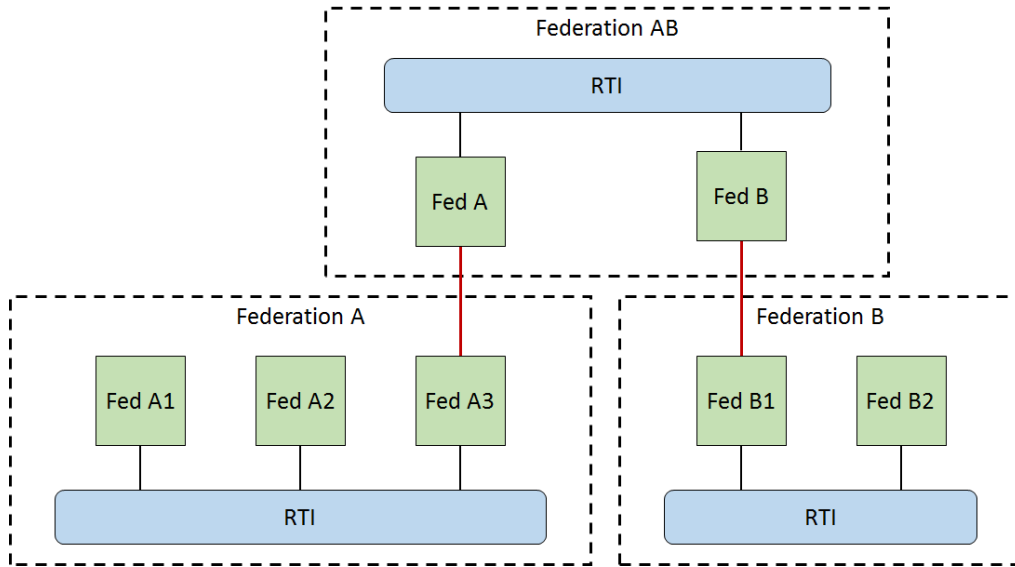 Federation AB
RTI
Fed A
Fed B
Federation A
Federation B
Fed A1
Fed A2
Fed A3
Fed B1
Fed B2
RTI
RTI